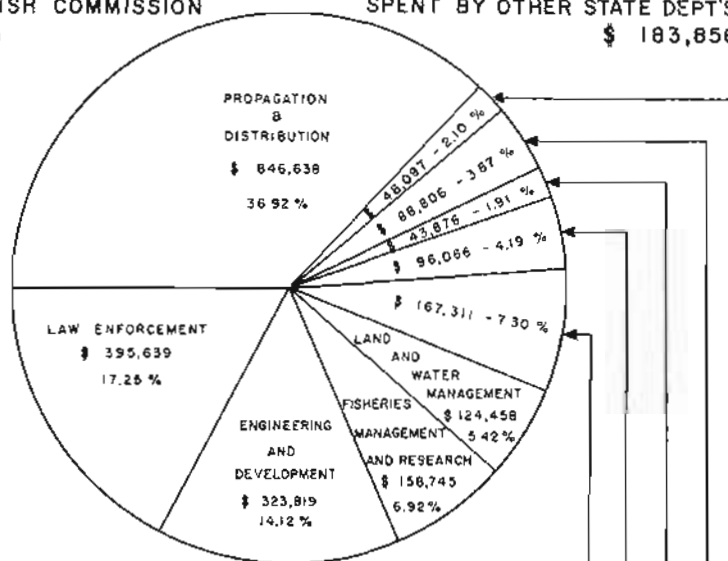 ISH COMMISSION
SPENT BY OTHER STATE DEPT'S
$ 183,856
PROPAGATION
&
DISTRIBUTION
$ 846,638
36.92 %
$ 48,097 - 2.10 %
$ 88,806 - 3.87 %
$ 43,876 - 1.91 %
$ 96,066 - 4.19 %
$ 167,311 - 7.30 %
LAND
AND
WATER
MANAGEMENT
$ 124,458
5.42 %
FISHERIES
MANAGEMENT
AND RESEARCH
$ 158,745
6.92 %
ENGINEERING
AND
DEVELOPMENT
$ 323,819
14.12 %
LAW ENFORCEMENT
$ 395,639
17.25 %